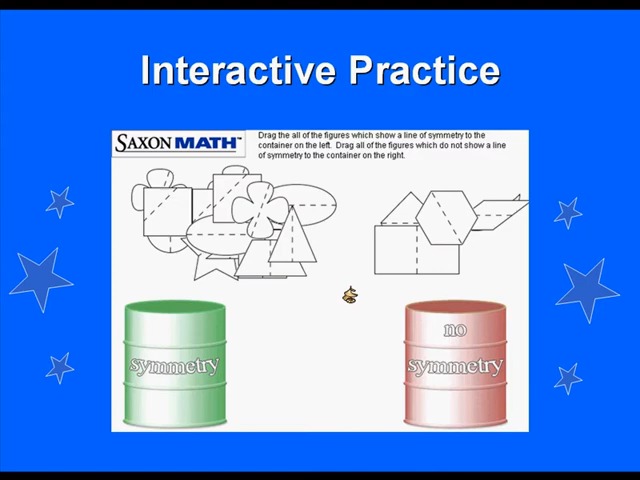 Interactive Practice
SAXON MATH™
Drag the all of the figures which show a line of symmetry to the
container on the left. Drag all of the figures which do not show a line
of symmetry to the container on the right.
symmetry
no
symmetry